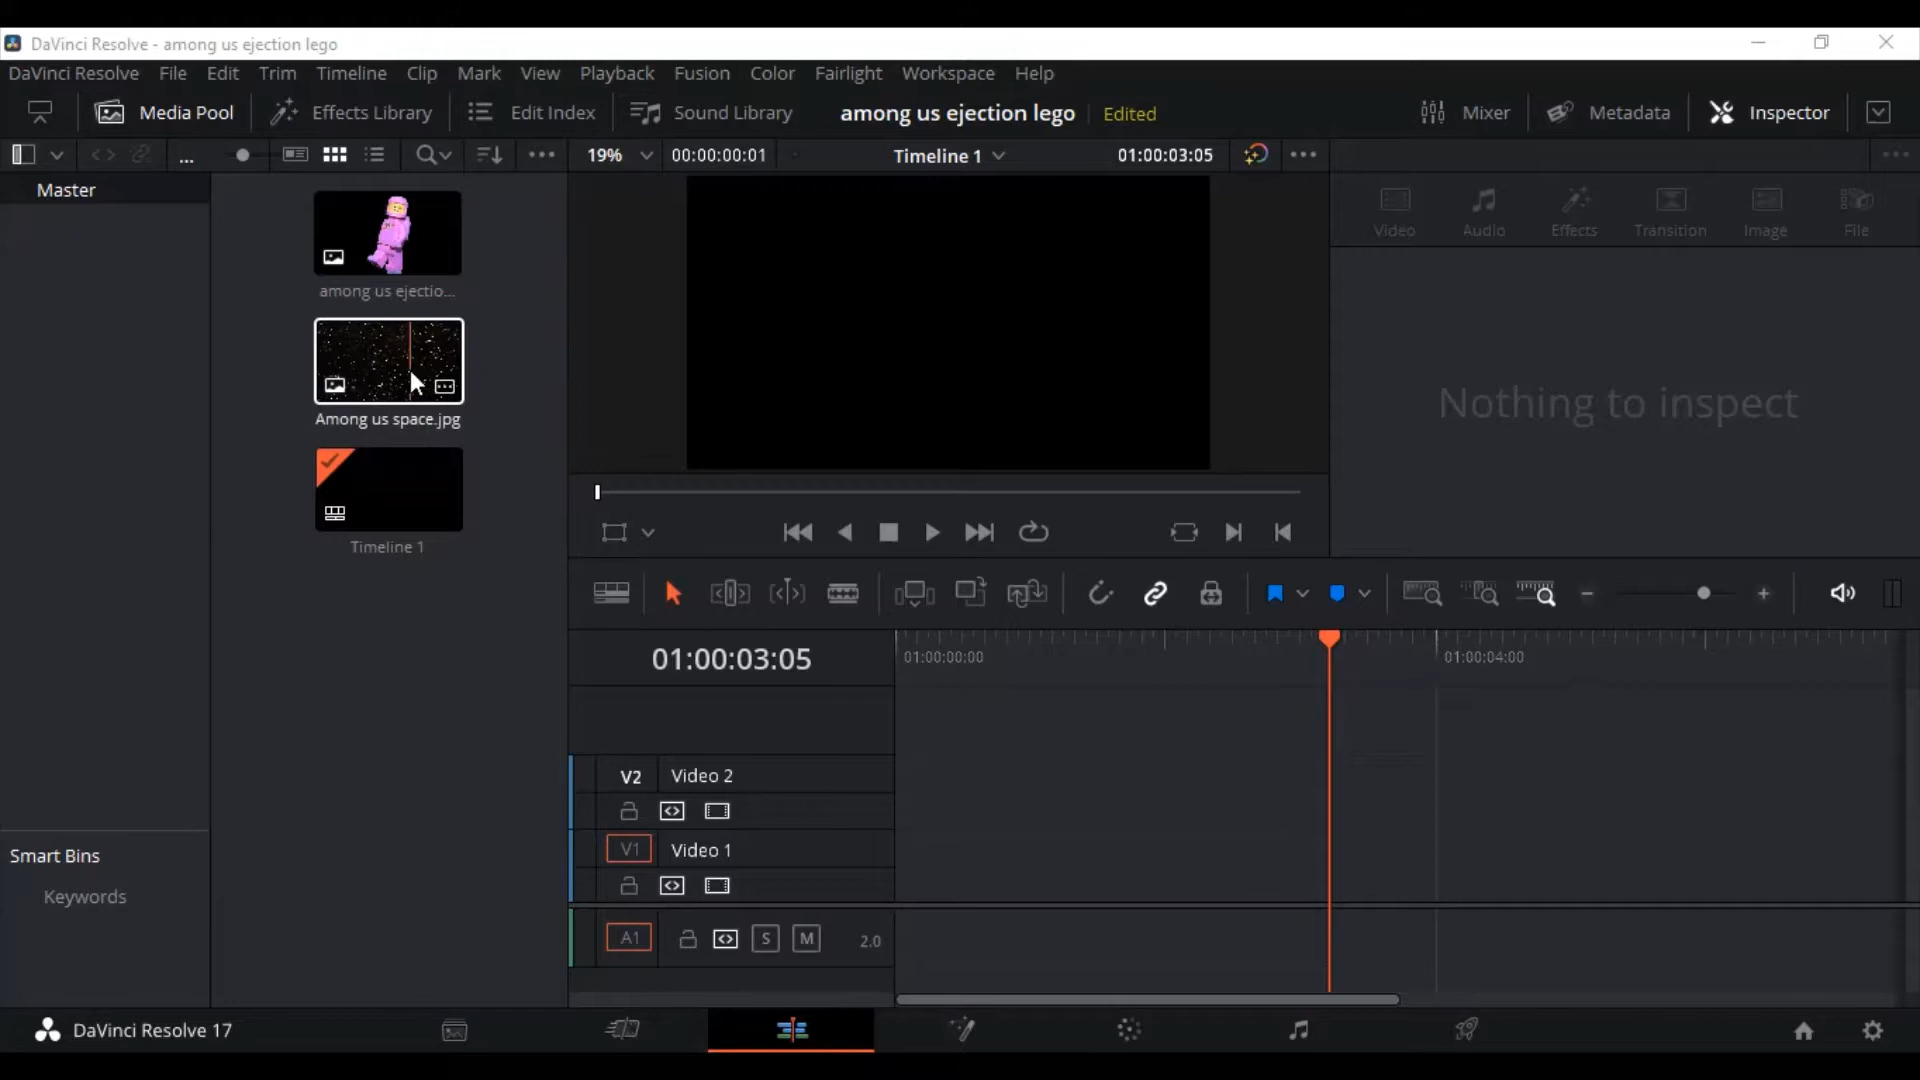 DaVinci Resolve - among us ejection lego
DaVinci Resolve File Edit Trim Timeline Clip Mark View Playback Fusion Color Fairlight Workspace Help
Media Pool Effects Library Edit Index Sound Library among us ejection lego Edited Mixer Metadata Inspector
... 19% 00:00:00:01 Timeline 1 01:00:03:05
Master
Video Audio Effects Transition Image File
among us ejectio...
Among us space.jpg
Nothing to inspect
Timeline 1
01:00:03:05 01:00:00:00 01:00:04:00
V2 Video 2
V1 Video 1
Smart Bins
Keywords
A1 S M 2.0
DaVinci Resolve 17